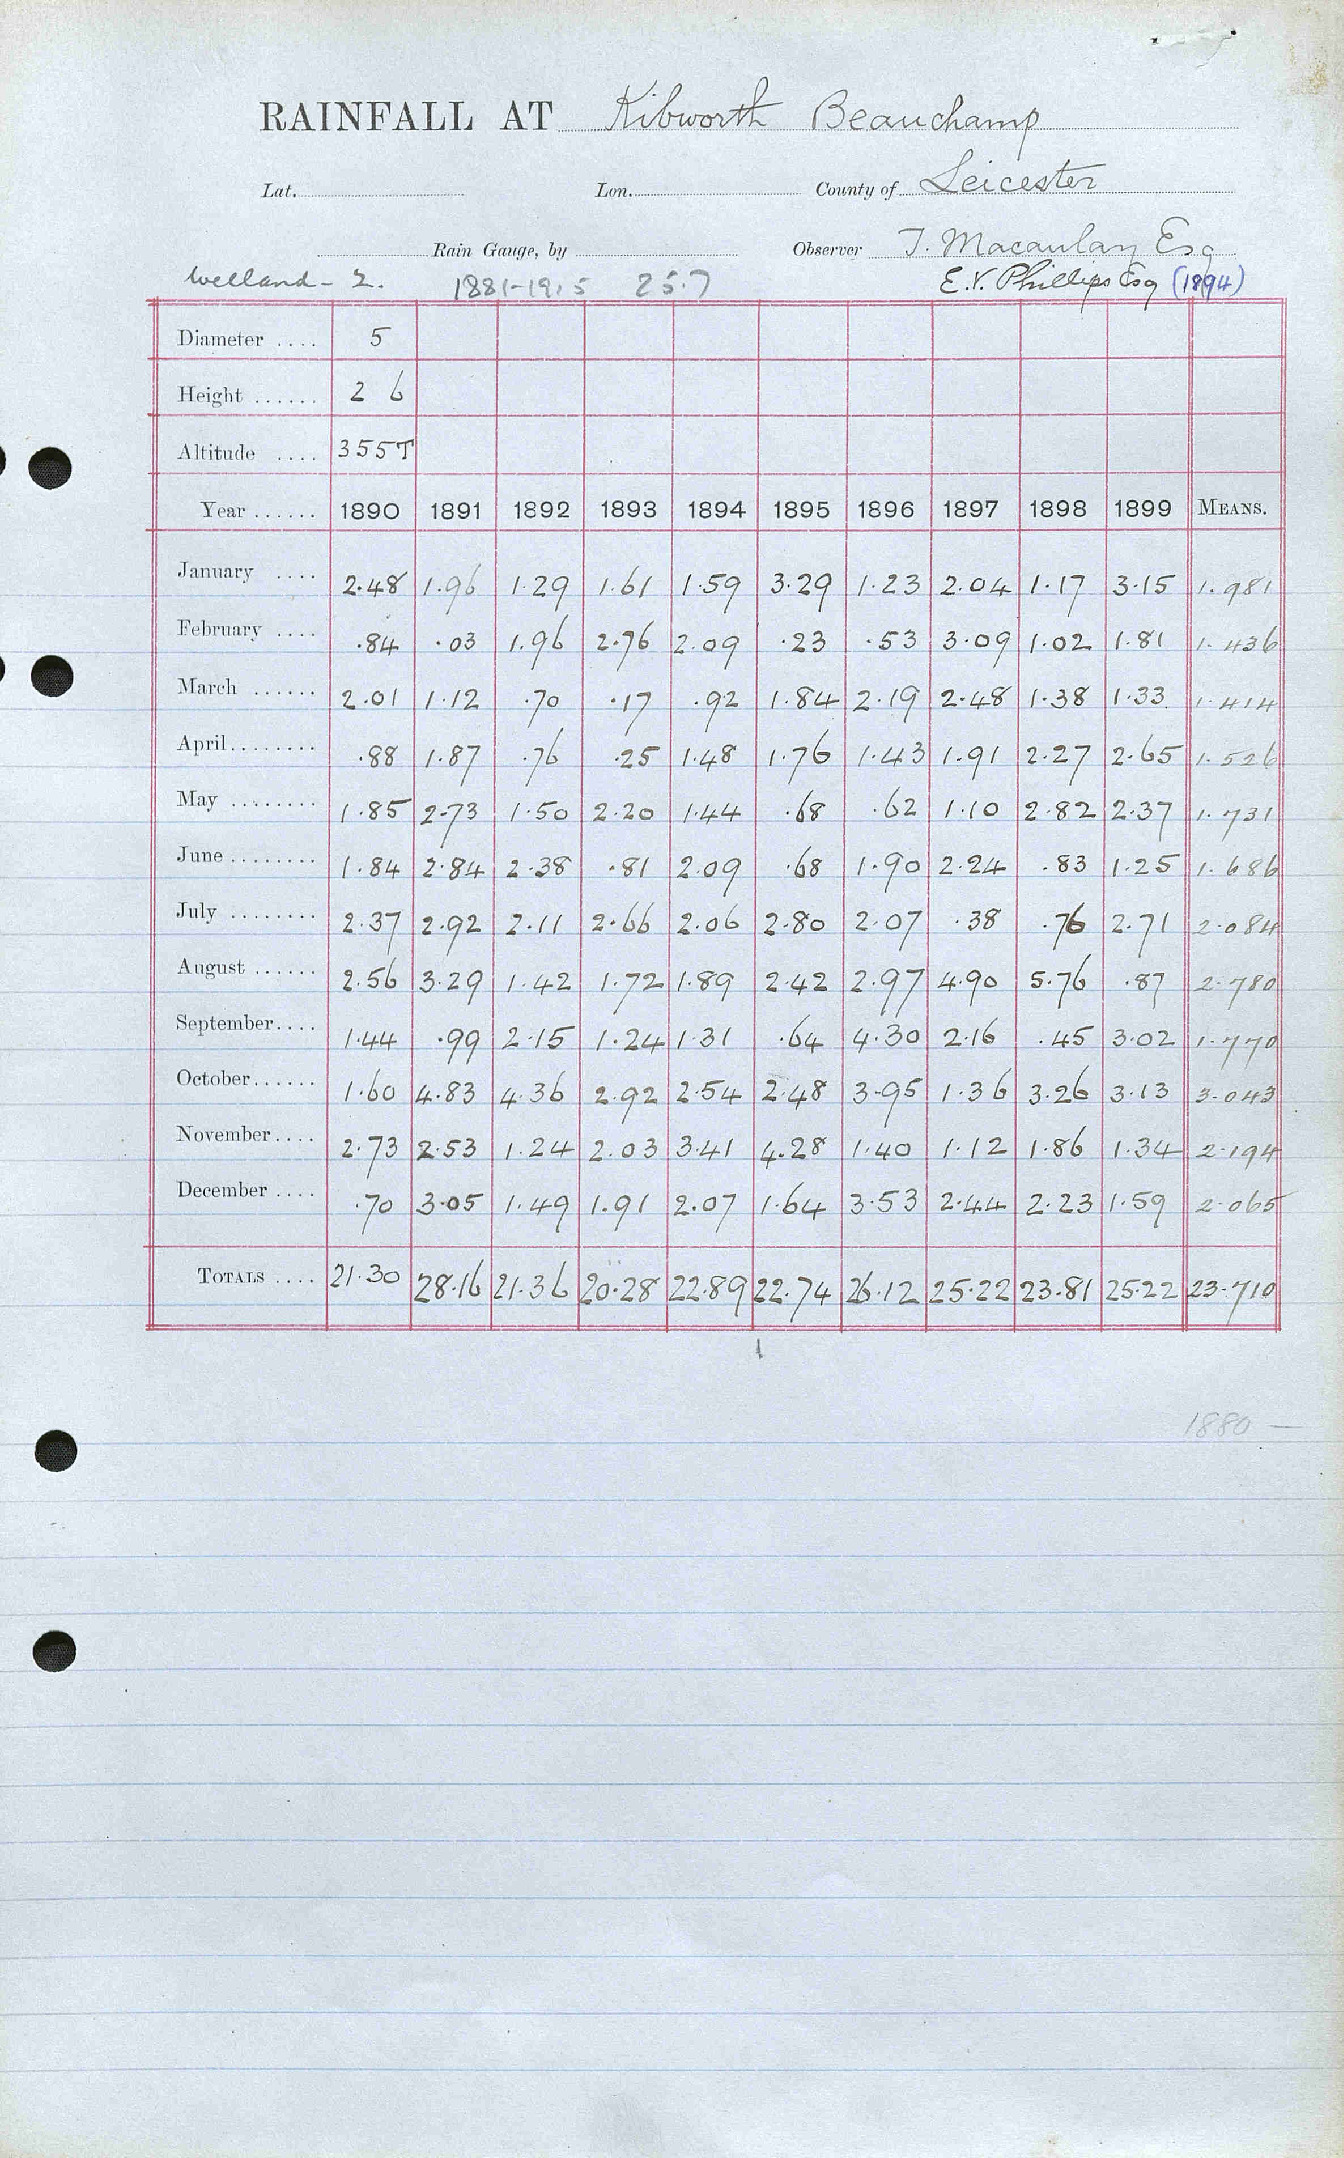 RAINFALL AT Kibworth Beauchamp
Lat. Lon. County of Leicester
Rain Gauge, by Observer T. Macaulay Esq
Welland - 2. 1881-1915 25.7 E.V. Phillips Esq (1894)
Diameter .... 5
Height ...... 2 6
Altitude .... 355T
Year ...... 1890 1891 1892 1893 1894 1895 1896 1897 1898 1899 MEANS.
January .... 2.48 1.96 1.29 1.61 1.59 3.29 1.23 2.04 1.17 3.15 1.981
February .... .84 .03 1.96 2.76 2.09 .23 .53 3.09 1.02 1.81 1.436
March ...... 2.01 1.12 .70 .17 .92 1.84 2.19 2.48 1.38 1.33 1.414
April........ .88 1.87 .76 .25 1.48 1.76 1.43 1.91 2.27 2.65 1.526
May ........ 1.85 2.73 1.50 2.20 1.44 .68 .62 1.10 2.82 2.37 1.731
June ........ 1.84 2.84 2.38 .81 2.09 .68 1.90 2.24 .83 1.25 1.686
July ........ 2.37 2.92 2.11 2.66 2.06 2.80 2.07 .38 .76 2.71 2.084
August ...... 2.56 3.29 1.42 1.72 1.89 2.42 2.97 4.90 5.76 .87 2.780
September.... 1.44 .99 2.15 1.24 1.31 .64 4.30 2.16 .45 3.02 1.770
October...... 1.60 4.83 4.36 2.92 2.54 2.48 3.95 1.36 3.26 3.13 3.043
November.... 2.73 2.53 1.24 2.03 3.41 4.28 1.40 1.12 1.86 1.34 2.194
December .... .70 3.05 1.49 1.91 2.07 1.64 3.53 2.44 2.23 1.59 2.065
TOTALS .... 21.30 28.16 21.36 20.28 22.89 22.74 26.12 25.22 23.81 25.22 23.710
1
1880 —